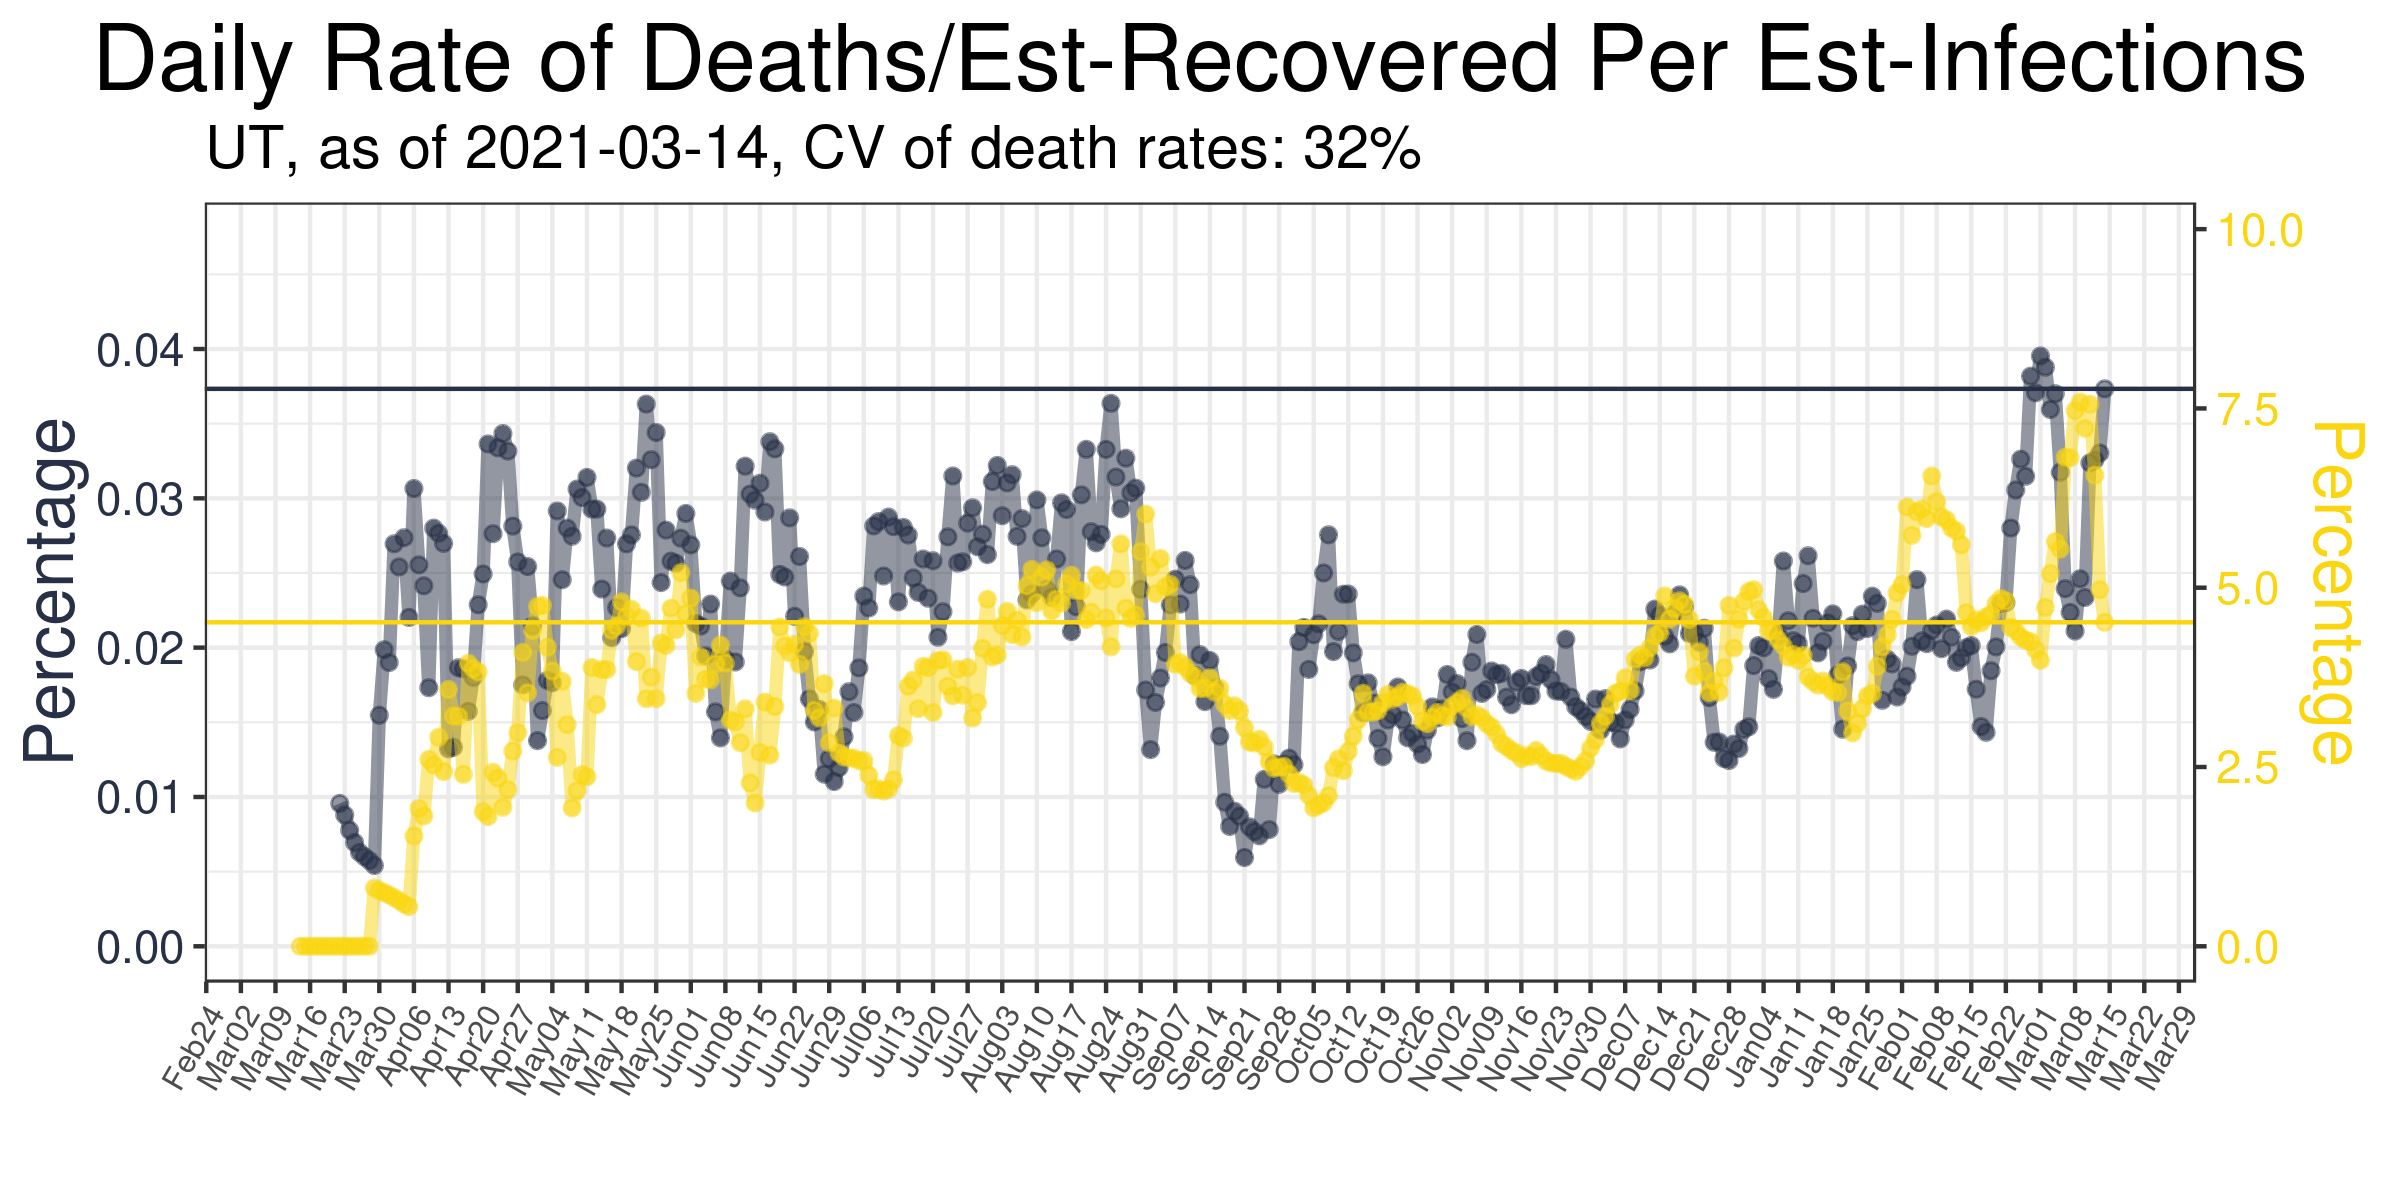 Daily Rate of Deaths/Est-Recovered Per Est-Infections
UT, as of 2021-03-14, CV of death rates: 32%
Percentage
0.04
0.03
0.02
0.01
0.00
10.0
7.5
5.0
2.5
0.0
Percentage
Feb24
Mar02
Mar09
Mar16
Mar23
Mar30
Apr06
Apr13
Apr20
Apr27
May04
May11
May18
May25
Jun01
Jun08
Jun15
Jun22
Jun29
Jul06
Jul13
Jul20
Jul27
Aug03
Aug10
Aug17
Aug24
Aug31
Sep07
Sep14
Sep21
Sep28
Oct05
Oct12
Oct19
Oct26
Nov02
Nov09
Nov16
Nov23
Nov30
Dec07
Dec14
Dec21
Dec28
Jan04
Jan11
Jan18
Jan25
Feb01
Feb08
Feb15
Feb22
Mar01
Mar08
Mar15
Mar22
Mar29